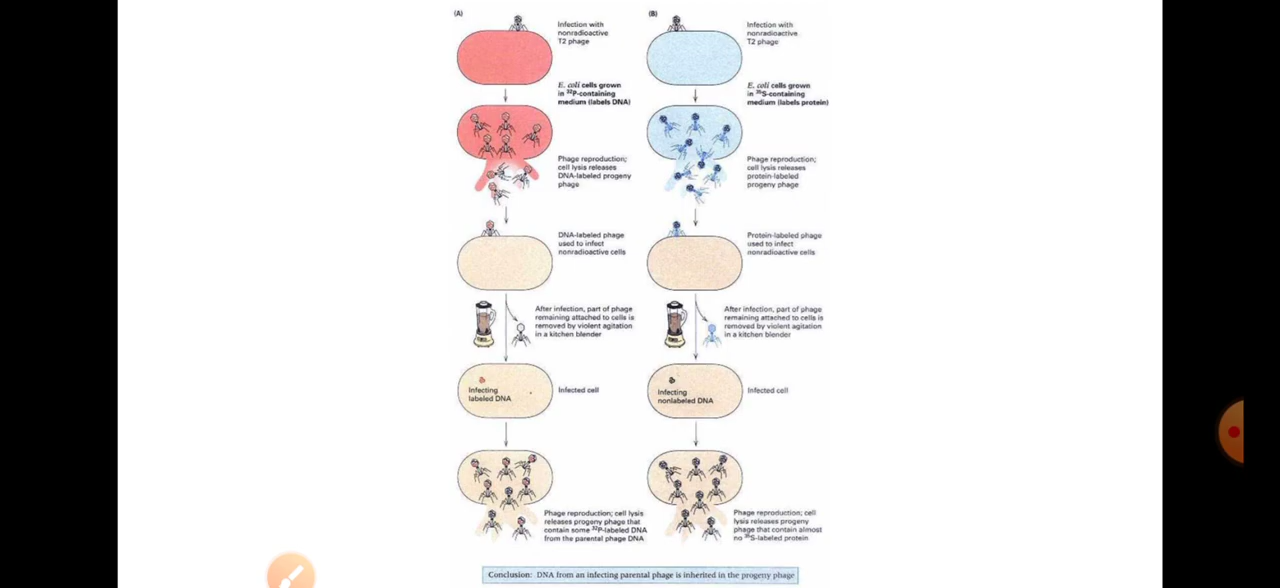 (A)
Infection with
nonradioactive
T2 phage
E. coli cells grown
in ³²P-containing
medium (labels DNA)
Phage reproduction;
cell lysis releases
DNA-labeled progeny
phage
DNA-labeled phage
used to infect
nonradioactive cells
After infection, part of phage
remaining attached to cells is
removed by violent agitation
in a kitchen blender
Infecting
labeled DNA
Infected cell
Phage reproduction; cell lysis
releases progeny phage that
contain some ³²P-labeled DNA
from the parental phage DNA
(B)
Infection with
nonradioactive
T2 phage
E. coli cells grown
in ³⁵S-containing
medium (labels protein)
Phage reproduction;
cell lysis releases
protein-labeled
progeny phage
Protein-labeled phage
used to infect
nonradioactive cells
After infection, part of phage
remaining attached to cells is
removed by violent agitation
in a kitchen blender
Infecting
nonlabeled DNA
Infected cell
Phage reproduction; cell
lysis releases progeny
phage that contain almost
no ³⁵S-labeled protein
Conclusion: DNA from an infecting parental phage is inherited in the progeny phage